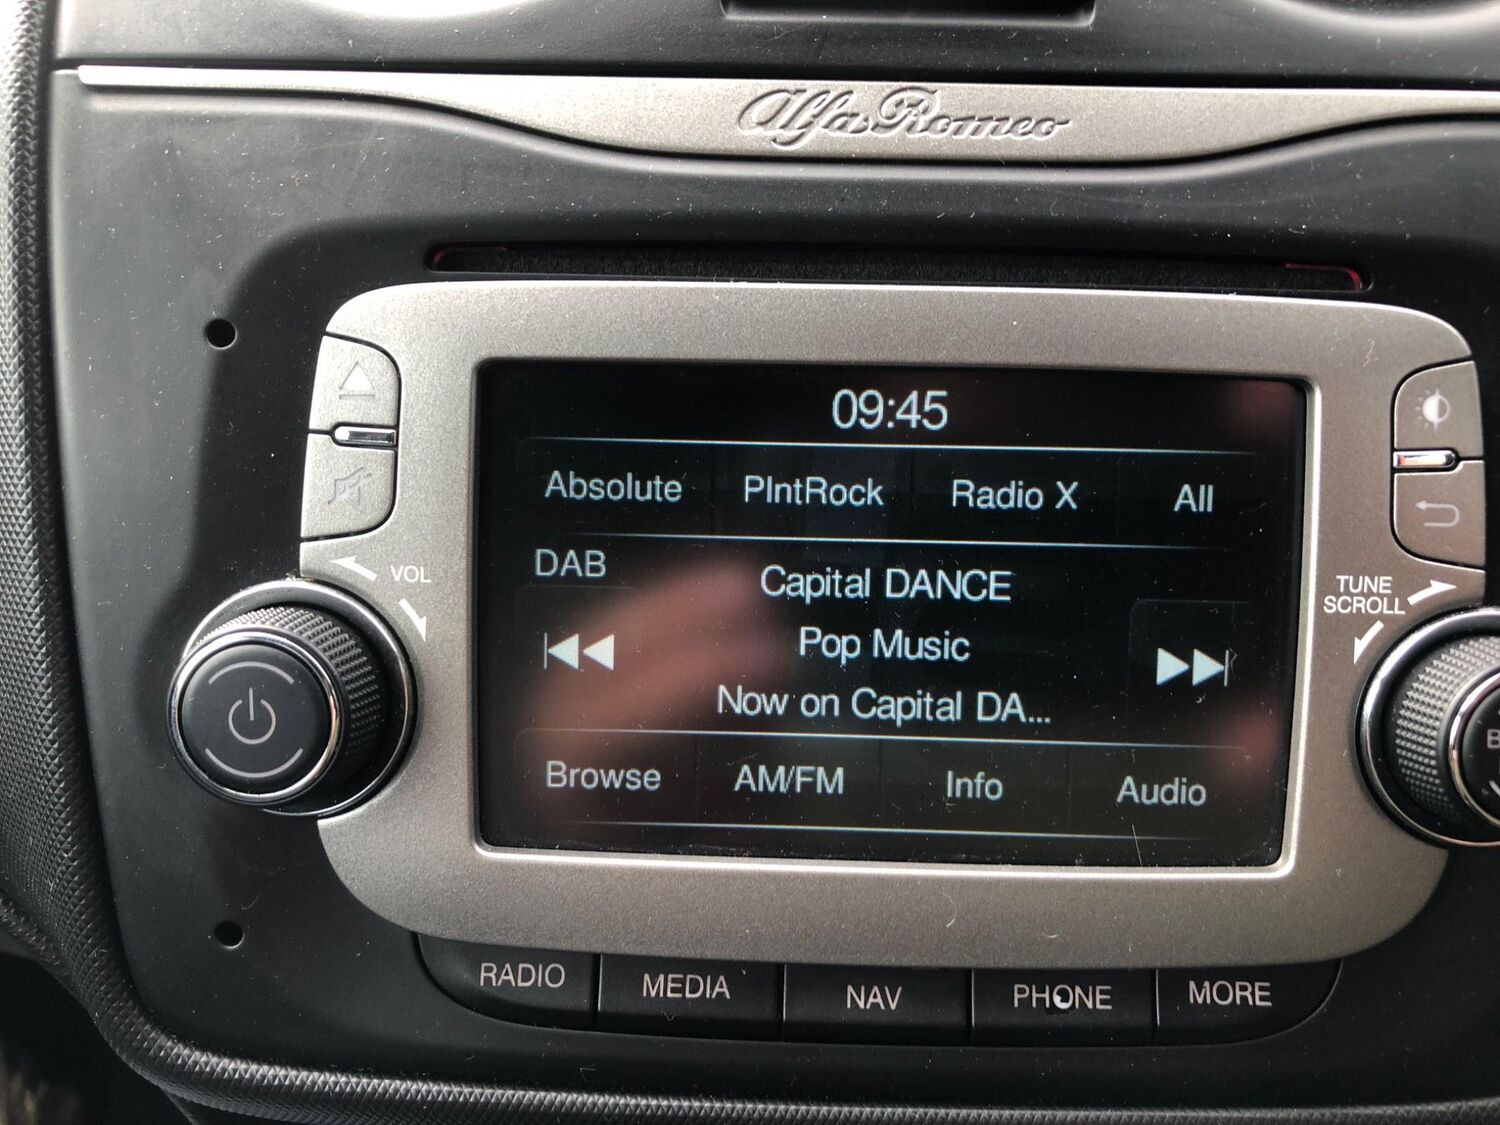 Alfa Romeo
09:45
Absolute PlntRock Radio X All
DAB
Capital DANCE
Pop Music
Now on Capital DA...
Browse AM/FM Info Audio
VOL
TUNE
SCROLL
RADIO MEDIA NAV PHONE MORE